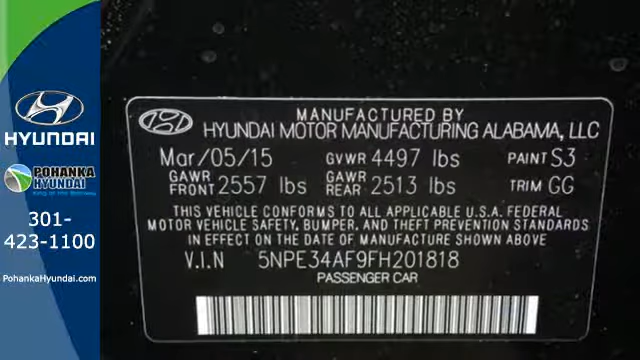 HYUNDAI
POHANKA
HYUNDAI
301-
423-1100
PohankaHyundai.com
MANUFACTURED BY
HYUNDAI MOTOR MANUFACTURING ALABAMA, LLC
Mar/05/15 GVWR 4497 lbs PAINT S3
GAWR FRONT 2557 lbs GAWR REAR 2513 lbs TRIM GG
THIS VEHICLE CONFORMS TO ALL APPLICABLE U.S.A. FEDERAL
MOTOR VEHICLE SAFETY, BUMPER, AND THEFT PREVENTION STANDARDS
IN EFFECT ON THE DATE OF MANUFACTURE SHOWN ABOVE
V.I.N 5NPE34AF9FH201818
PASSENGER CAR